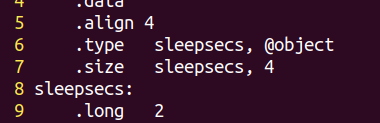 4 .data
5 .align 4
6 .type sleepsecs, @object
7 .size sleepsecs, 4
8 sleepsecs:
9 .long 2